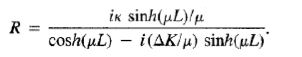 R = iκ sinh(μL)/μ / cosh(μL) − i(ΔK/μ) sinh(μL).